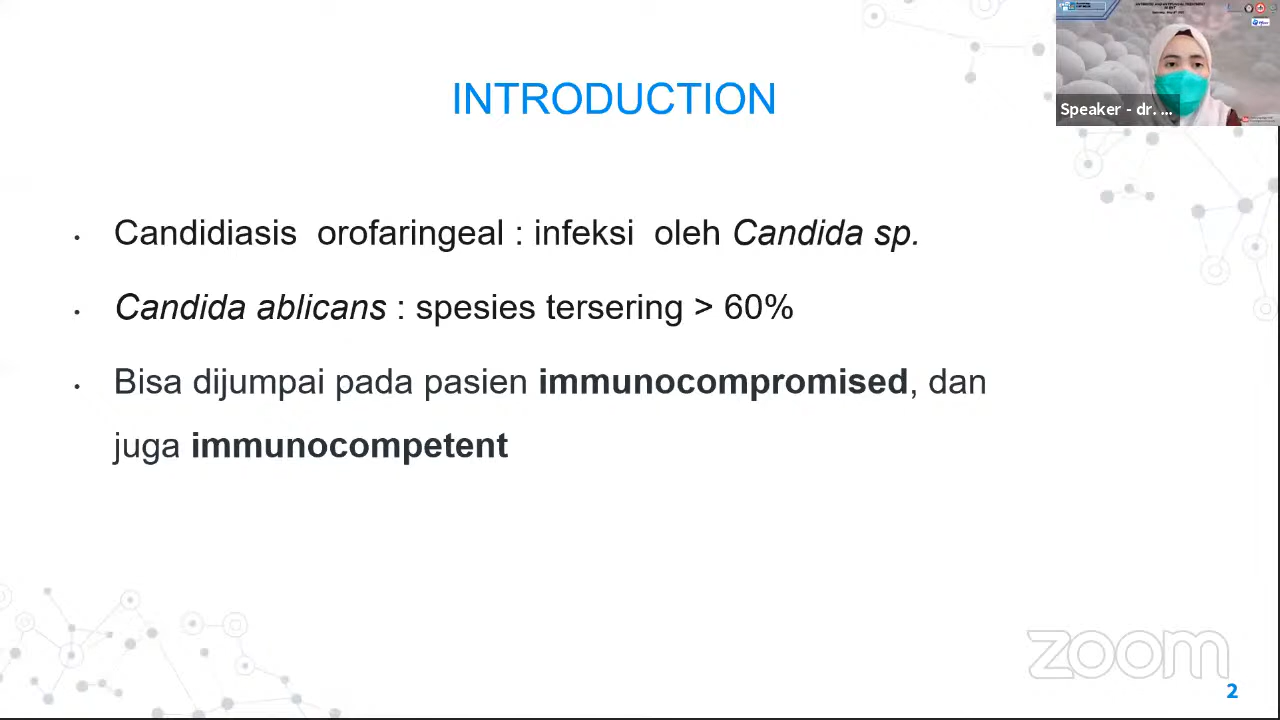 INTRODUCTION
Speaker - dr. ...
• Candidiasis orofaringeal : infeksi oleh Candida sp.
• Candida ablicans : spesies tersering > 60%
• Bisa dijumpai pada pasien immunocompromised, dan
juga immunocompetent
zoom
2